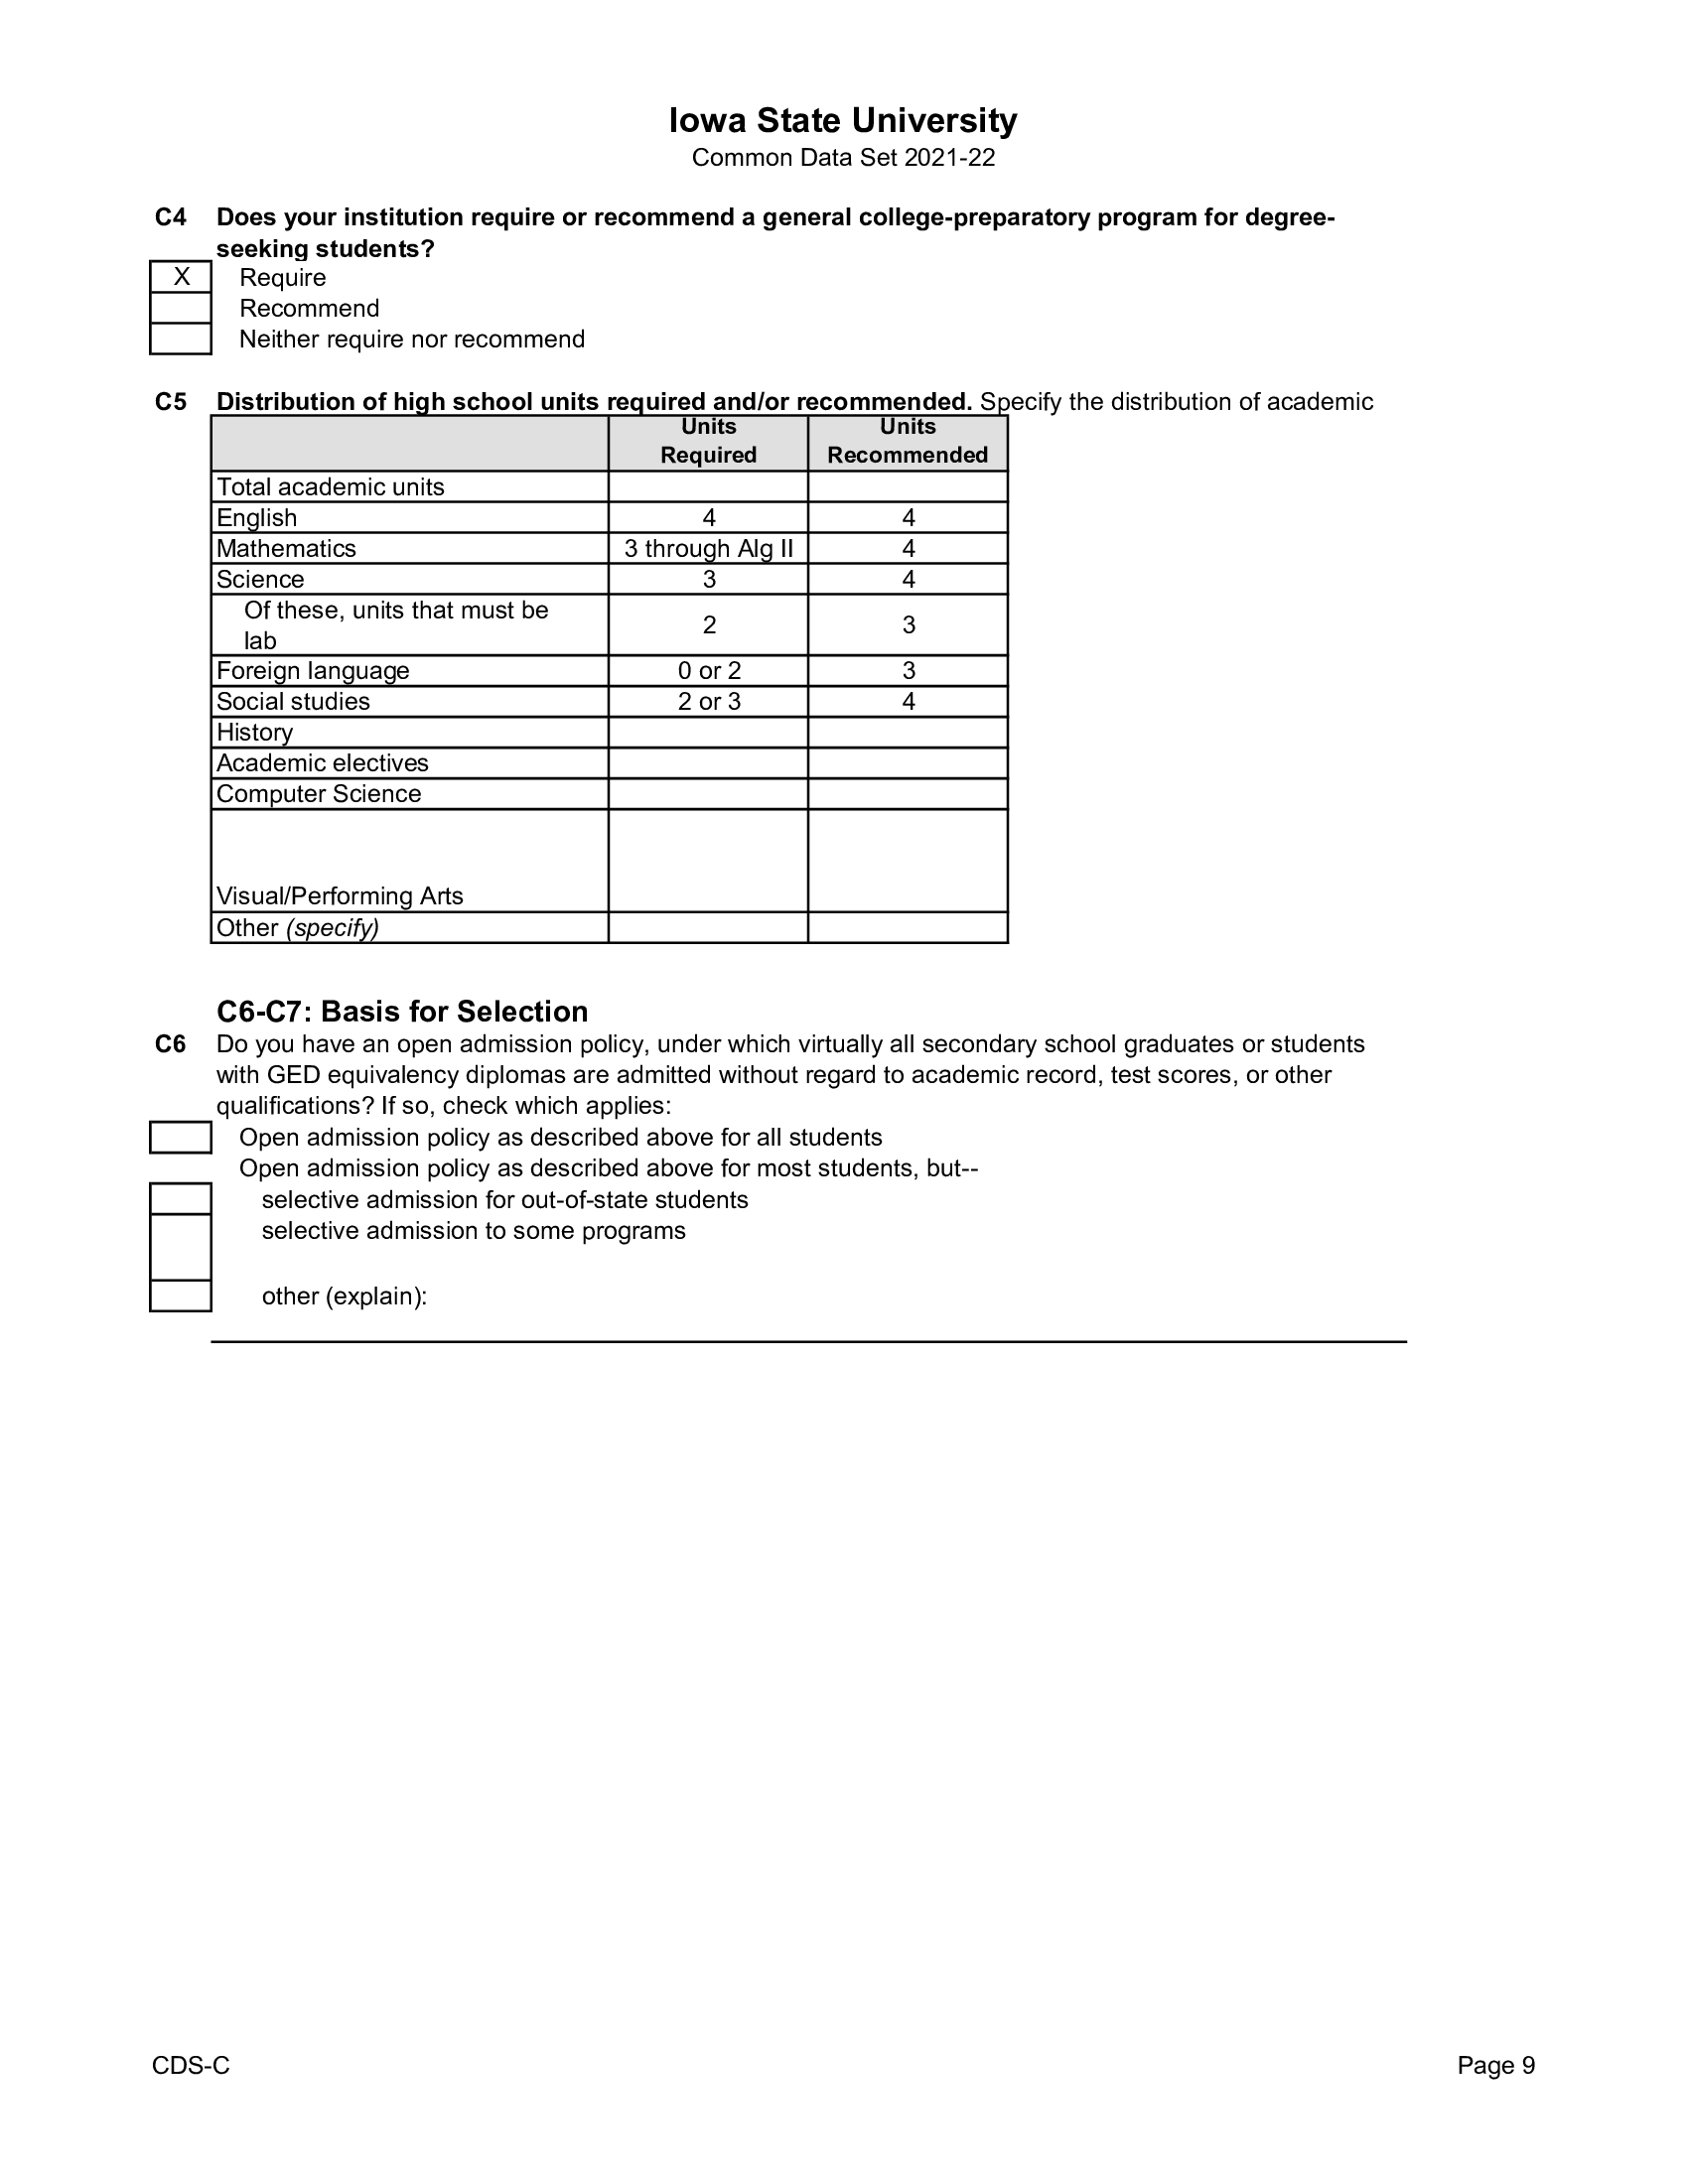 Iowa State University
Common Data Set 2021-22
C4 Does your institution require or recommend a general college-preparatory program for degree-
seeking students?
X Require
Recommend
Neither require nor recommend
C5 Distribution of high school units required and/or recommended. Specify the distribution of academic
Units Units
Required Recommended
Total academic units
English 4 4
Mathematics 3 through Alg II 4
Science 3 4
Of these, units that must be
lab 2 3
Foreign language 0 or 2 3
Social studies 2 or 3 4
History
Academic electives
Computer Science
Visual/Performing Arts
Other (specify)
C6-C7: Basis for Selection
C6 Do you have an open admission policy, under which virtually all secondary school graduates or students
with GED equivalency diplomas are admitted without regard to academic record, test scores, or other
qualifications? If so, check which applies:
Open admission policy as described above for all students
Open admission policy as described above for most students, but--
selective admission for out-of-state students
selective admission to some programs
other (explain):
CDS-C Page 9